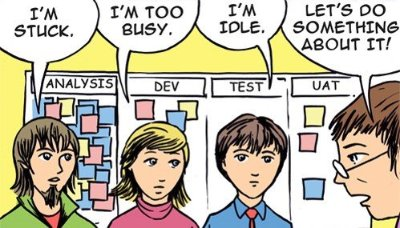 I'M
STUCK.
I'M TOO
BUSY.
I'M
IDLE.
LET'S DO
SOMETHING
ABOUT IT!
ANALYSIS
DEV
TEST
UAT